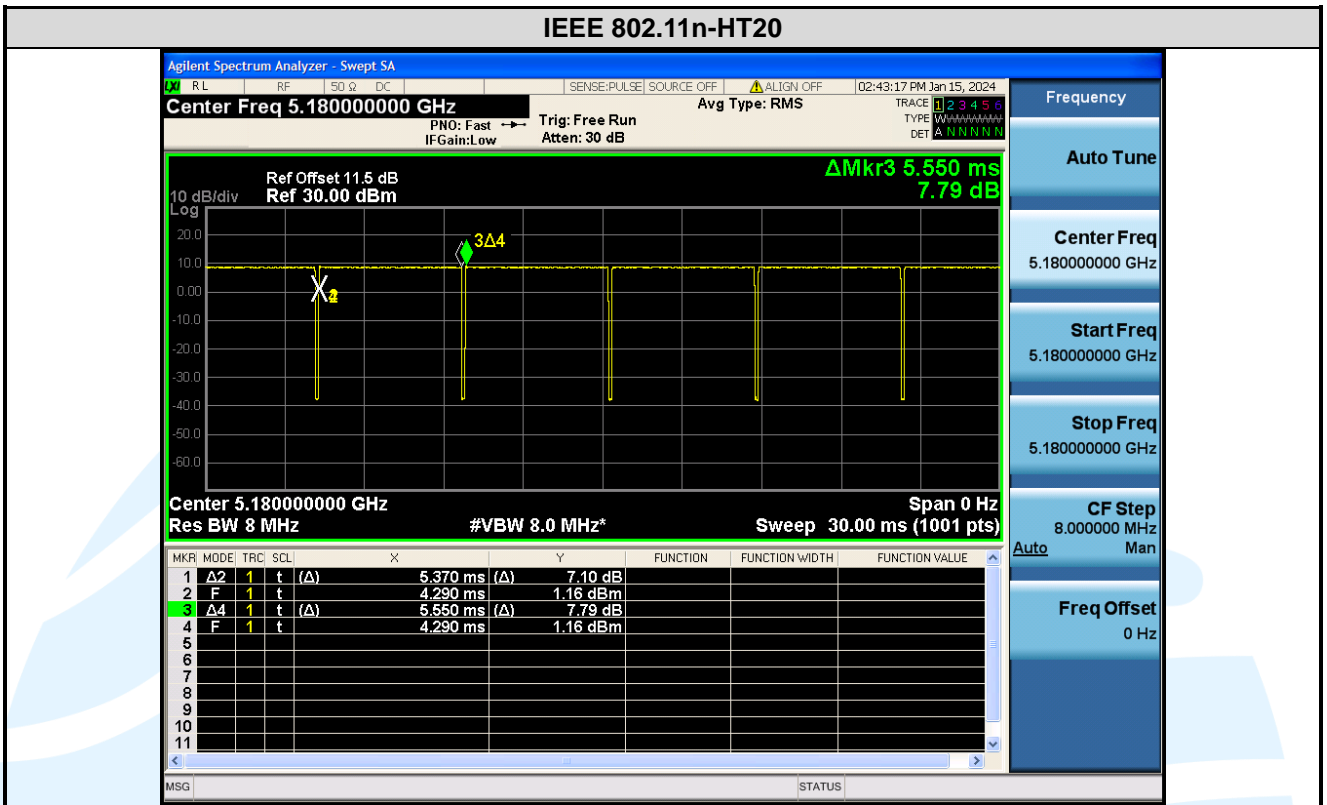 IEEE 802.11n-HT20
Agilent Spectrum Analyzer - Swept SA
LXI RL RF 50 Ω DC SENSE:PULSE SOURCE OFF ALIGN OFF 02:43:17 PM Jan 15, 2024
Center Freq 5.180000000 GHz
PNO: Fast
IFGain:Low
Trig: Free Run
Atten: 30 dB
Avg Type: RMS
TRACE 1 2 3 4 5 6
TYPE WWWWWW
DET A N N N N N
ΔMkr3 5.550 ms
7.79 dB
Ref Offset 11.5 dB
Ref 30.00 dBm
10 dB/div
Log
20.0
10.0
0.00
-10.0
-20.0
-30.0
-40.0
-50.0
-60.0
3Δ4
Center 5.180000000 GHz Span 0 Hz
Res BW 8 MHz #VBW 8.0 MHz* Sweep 30.00 ms (1001 pts)
MKR MODE TRC SCL X Y FUNCTION FUNCTION WIDTH FUNCTION VALUE
1 Δ2 1 t (Δ) 5.370 ms (Δ) 7.10 dB
2 F 1 t 4.290 ms 1.16 dBm
3 Δ4 1 t (Δ) 5.550 ms (Δ) 7.79 dB
4 F 1 t 4.290 ms 1.16 dBm
5
6
7
8
9
10
11
MSG STATUS
Frequency
Auto Tune
Center Freq
5.180000000 GHz
Start Freq
5.180000000 GHz
Stop Freq
5.180000000 GHz
CF Step
8.000000 MHz
Auto Man
Freq Offset
0 Hz